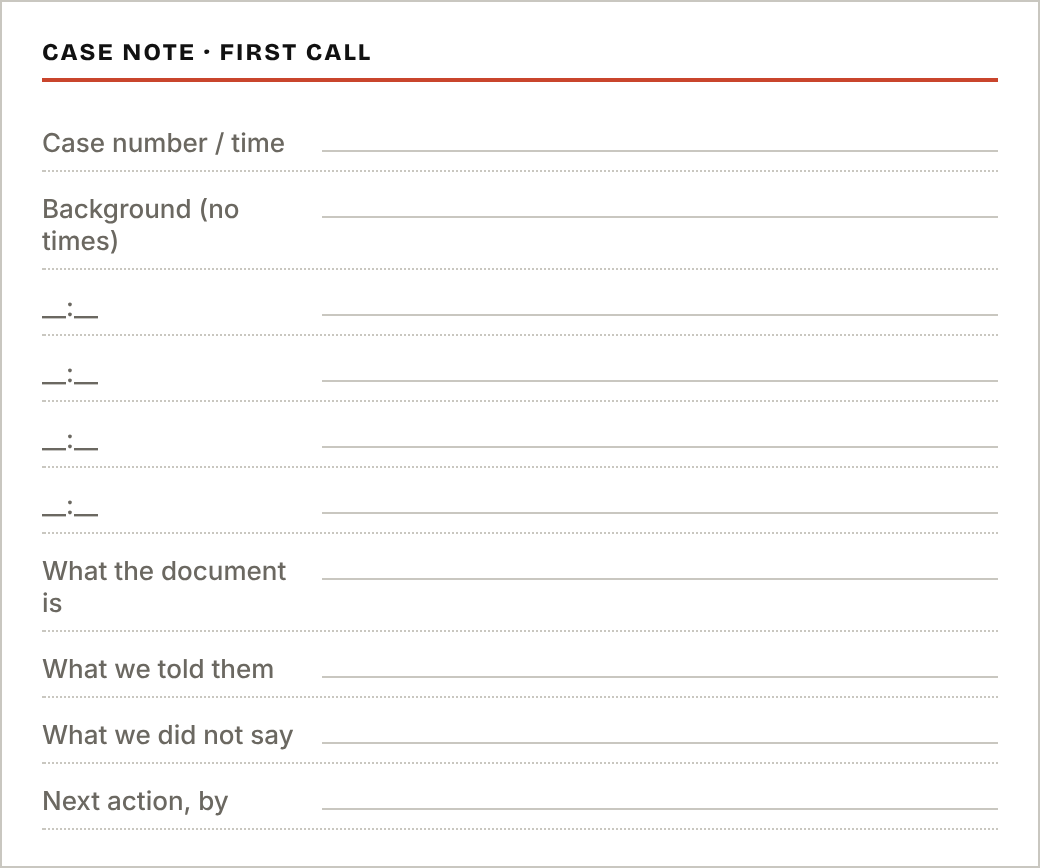 CASE NOTE · FIRST CALL
Case number / time
Background (no
times)
__:__
__:__
__:__
__:__
What the document
is
What we told them
What we did not say
Next action, by